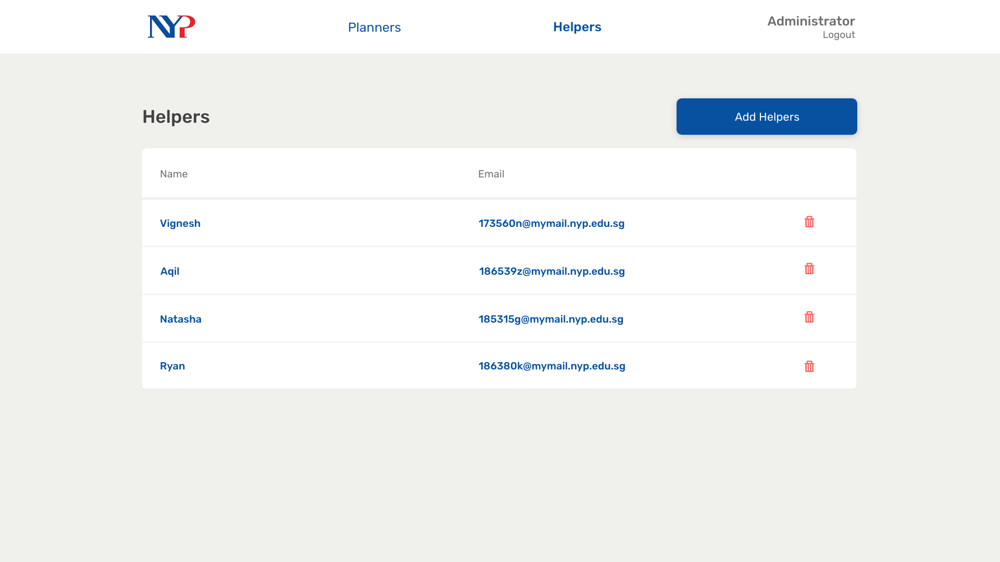 NYP
Planners
Helpers
Administrator
Logout
Helpers
Add Helpers
Name Email
Vignesh 173560n@mymail.nyp.edu.sg
Aqil 186539z@mymail.nyp.edu.sg
Natasha 185315g@mymail.nyp.edu.sg
Ryan 186380k@mymail.nyp.edu.sg